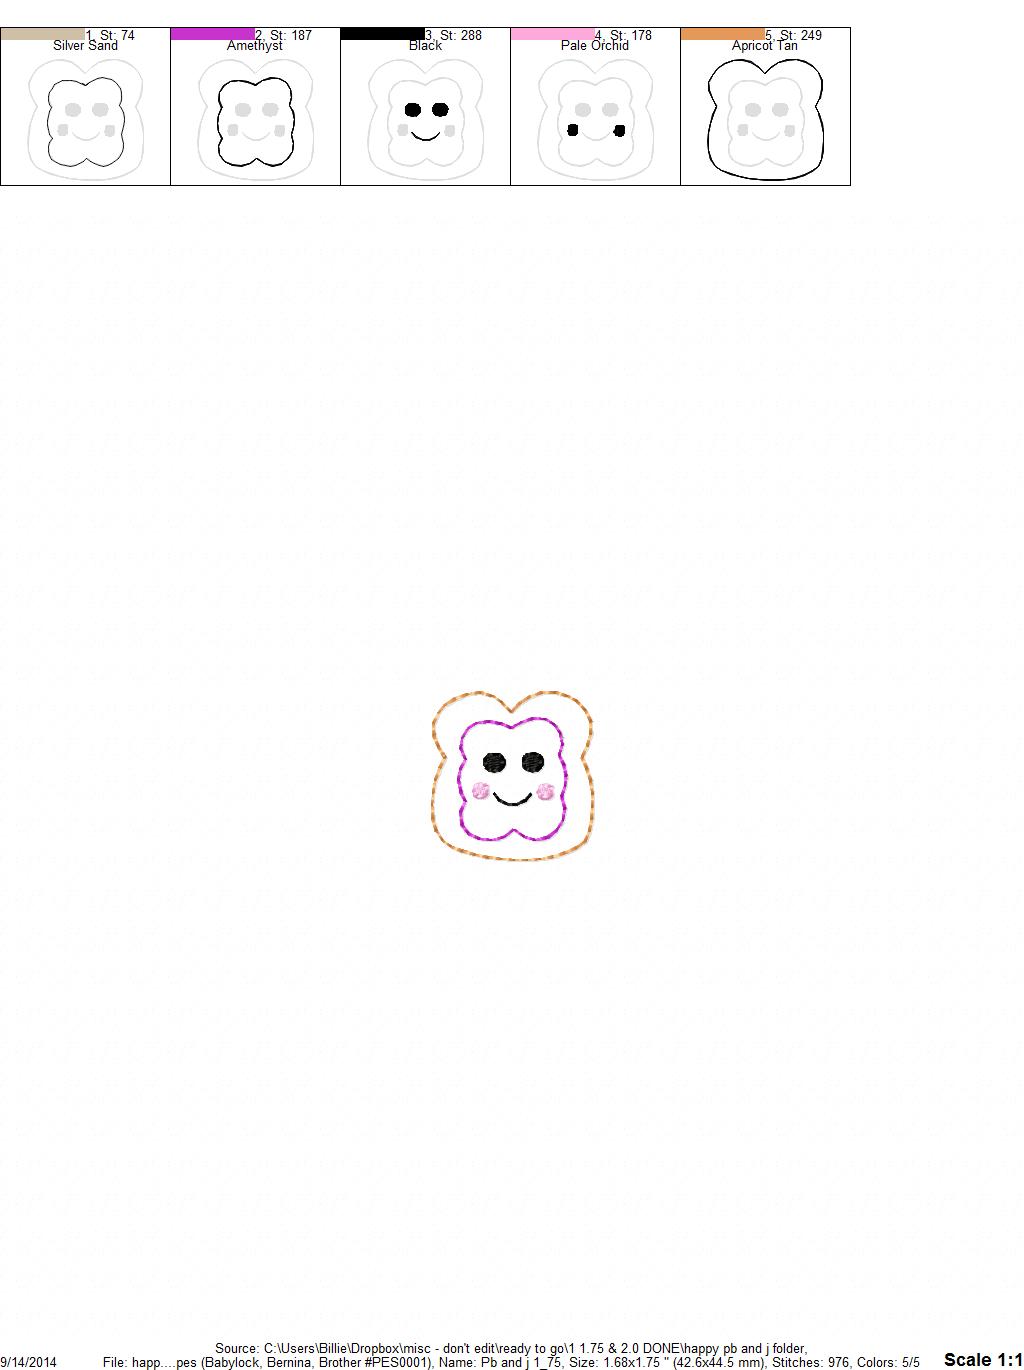 1, St: 74
Silver Sand
2, St: 187
Amethyst
3, St: 288
Black
4, St: 178
Pale Orchid
5, St: 249
Apricot Tan
Source: C:\Users\Billie\Dropbox\misc - don't edit\ready to go\1 1.75 & 2.0 DONE\happy pb and j folder,
9/14/2014 File: happ....pes (Babylock, Bernina, Brother #PES0001), Name: Pb and j 1_75, Size: 1.68x1.75 " (42.6x44.5 mm), Stitches: 976, Colors: 5/5 Scale 1:1